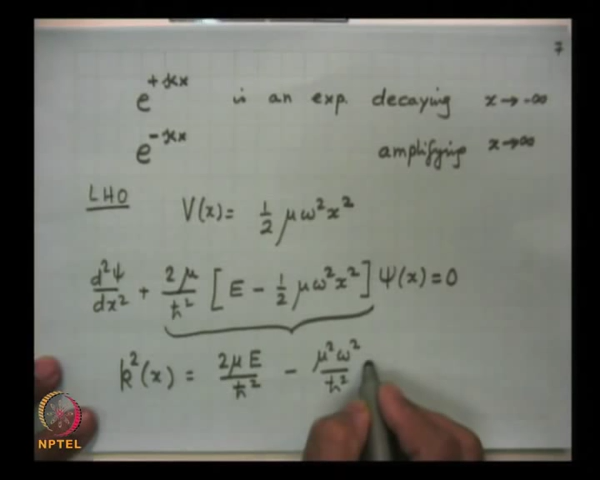 7
e^{+κx} is an exp. decaying x→-∞
e^{-κx} amplifying x→∞
LHO V(x) = 1/2 μω²x²
d²ψ/dx² + 2μ/ħ² [E - 1/2 μω²x²] ψ(x) = 0
k²(x) = 2μE/ħ² - μ²ω²/ħ²
NPTEL